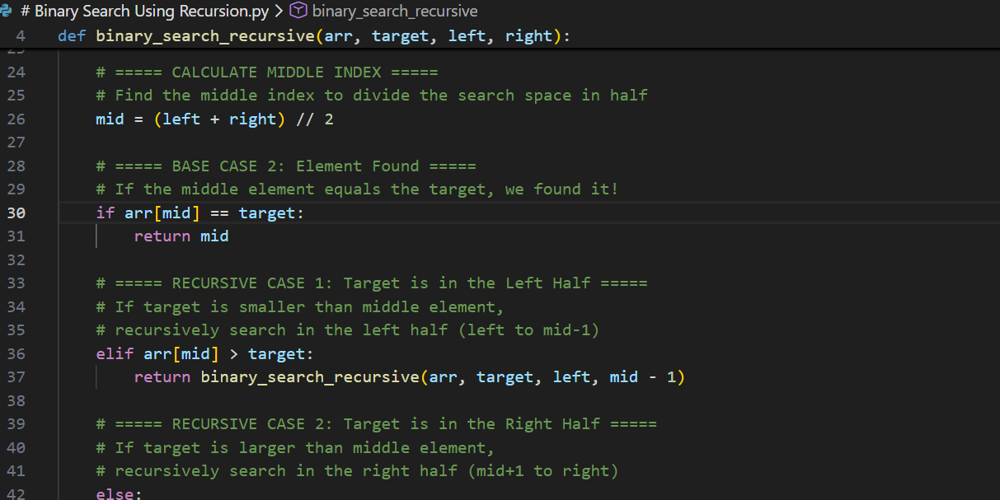 # Binary Search Using Recursion.py > binary_search_recursive
4 def binary_search_recursive(arr, target, left, right):
23
24 # ===== CALCULATE MIDDLE INDEX =====
25 # Find the middle index to divide the search space in half
26 mid = (left + right) // 2
27
28 # ===== BASE CASE 2: Element Found =====
29 # If the middle element equals the target, we found it!
30 if arr[mid] == target:
31 return mid
32
33 # ===== RECURSIVE CASE 1: Target is in the Left Half =====
34 # If target is smaller than middle element,
35 # recursively search in the left half (left to mid-1)
36 elif arr[mid] > target:
37 return binary_search_recursive(arr, target, left, mid - 1)
38
39 # ===== RECURSIVE CASE 2: Target is in the Right Half =====
40 # If target is larger than middle element,
41 # recursively search in the right half (mid+1 to right)
42 else: